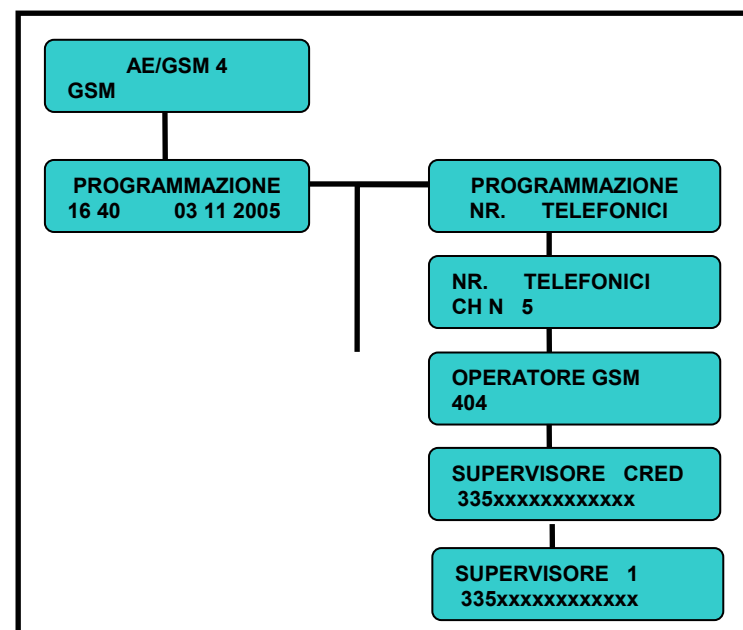 AE/GSM 4
GSM
PROGRAMMAZIONE
16 40 03 11 2005
PROGRAMMAZIONE
NR. TELEFONICI
NR. TELEFONICI
CH N 5
OPERATORE GSM
404
SUPERVISORE CRED
335xxxxxxxxxxxx
SUPERVISORE 1
335xxxxxxxxxxxx